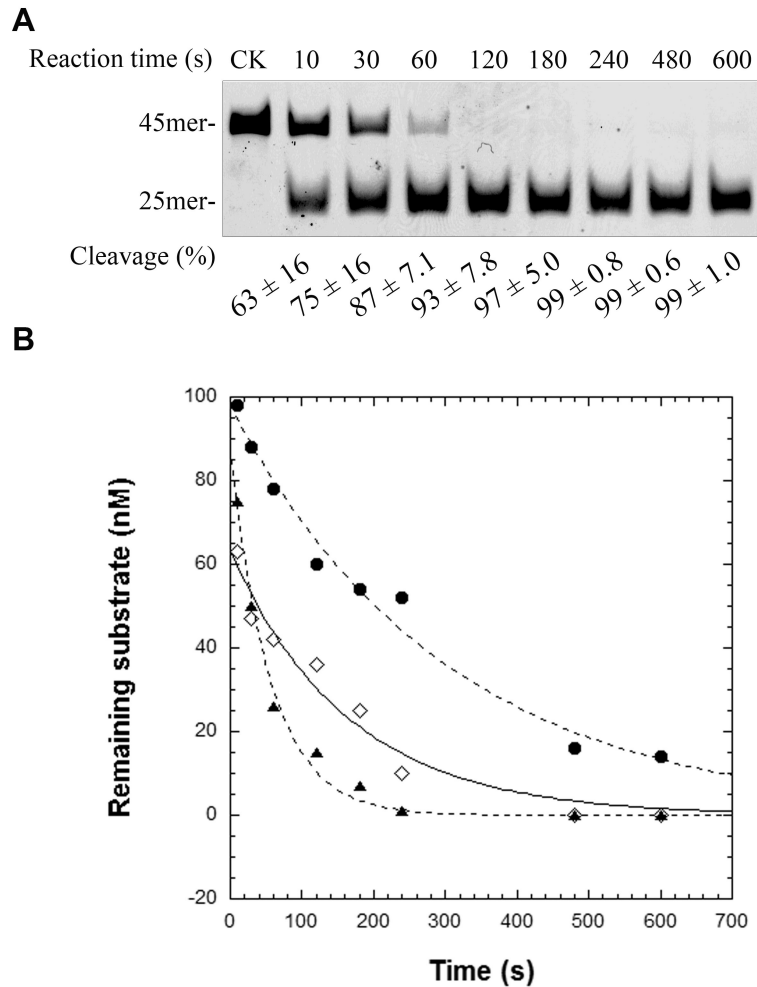 A
Reaction time (s) CK 10 30 60 120 180 240 480 600
45mer-
25mer-
Cleavage (%) 63 ± 16 75 ± 16 87 ± 7.1 93 ± 7.8 97 ± 5.0 99 ± 0.8 99 ± 0.6 99 ± 1.0
B
Remaining substrate (nM)
100
80
60
40
20
0
-20
0 100 200 300 400 500 600 700
Time (s)